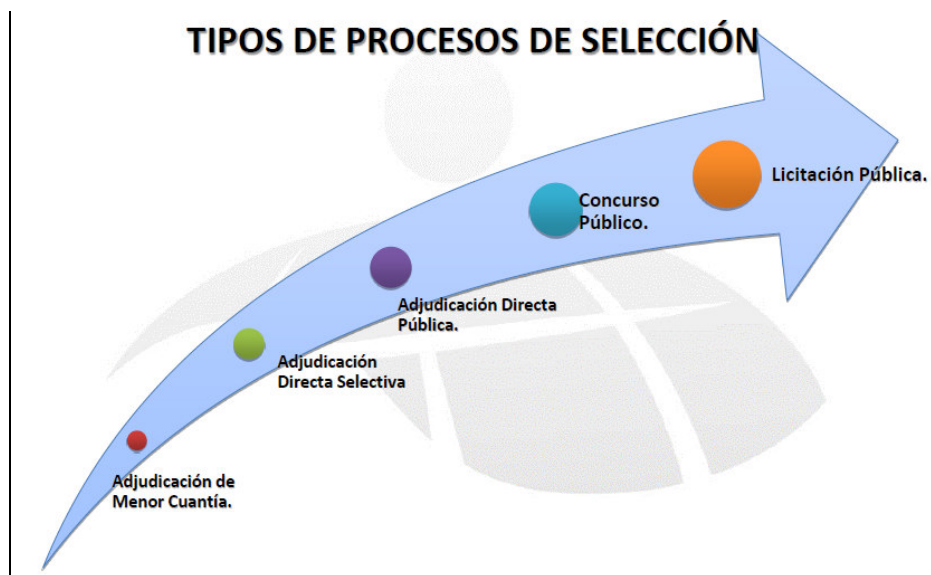 TIPOS DE PROCESOS DE SELECCIÓN
Licitación Pública.
Concurso
Público.
Adjudicación Directa
Pública.
Adjudicación
Directa Selectiva
Adjudicación de
Menor Cuantía.